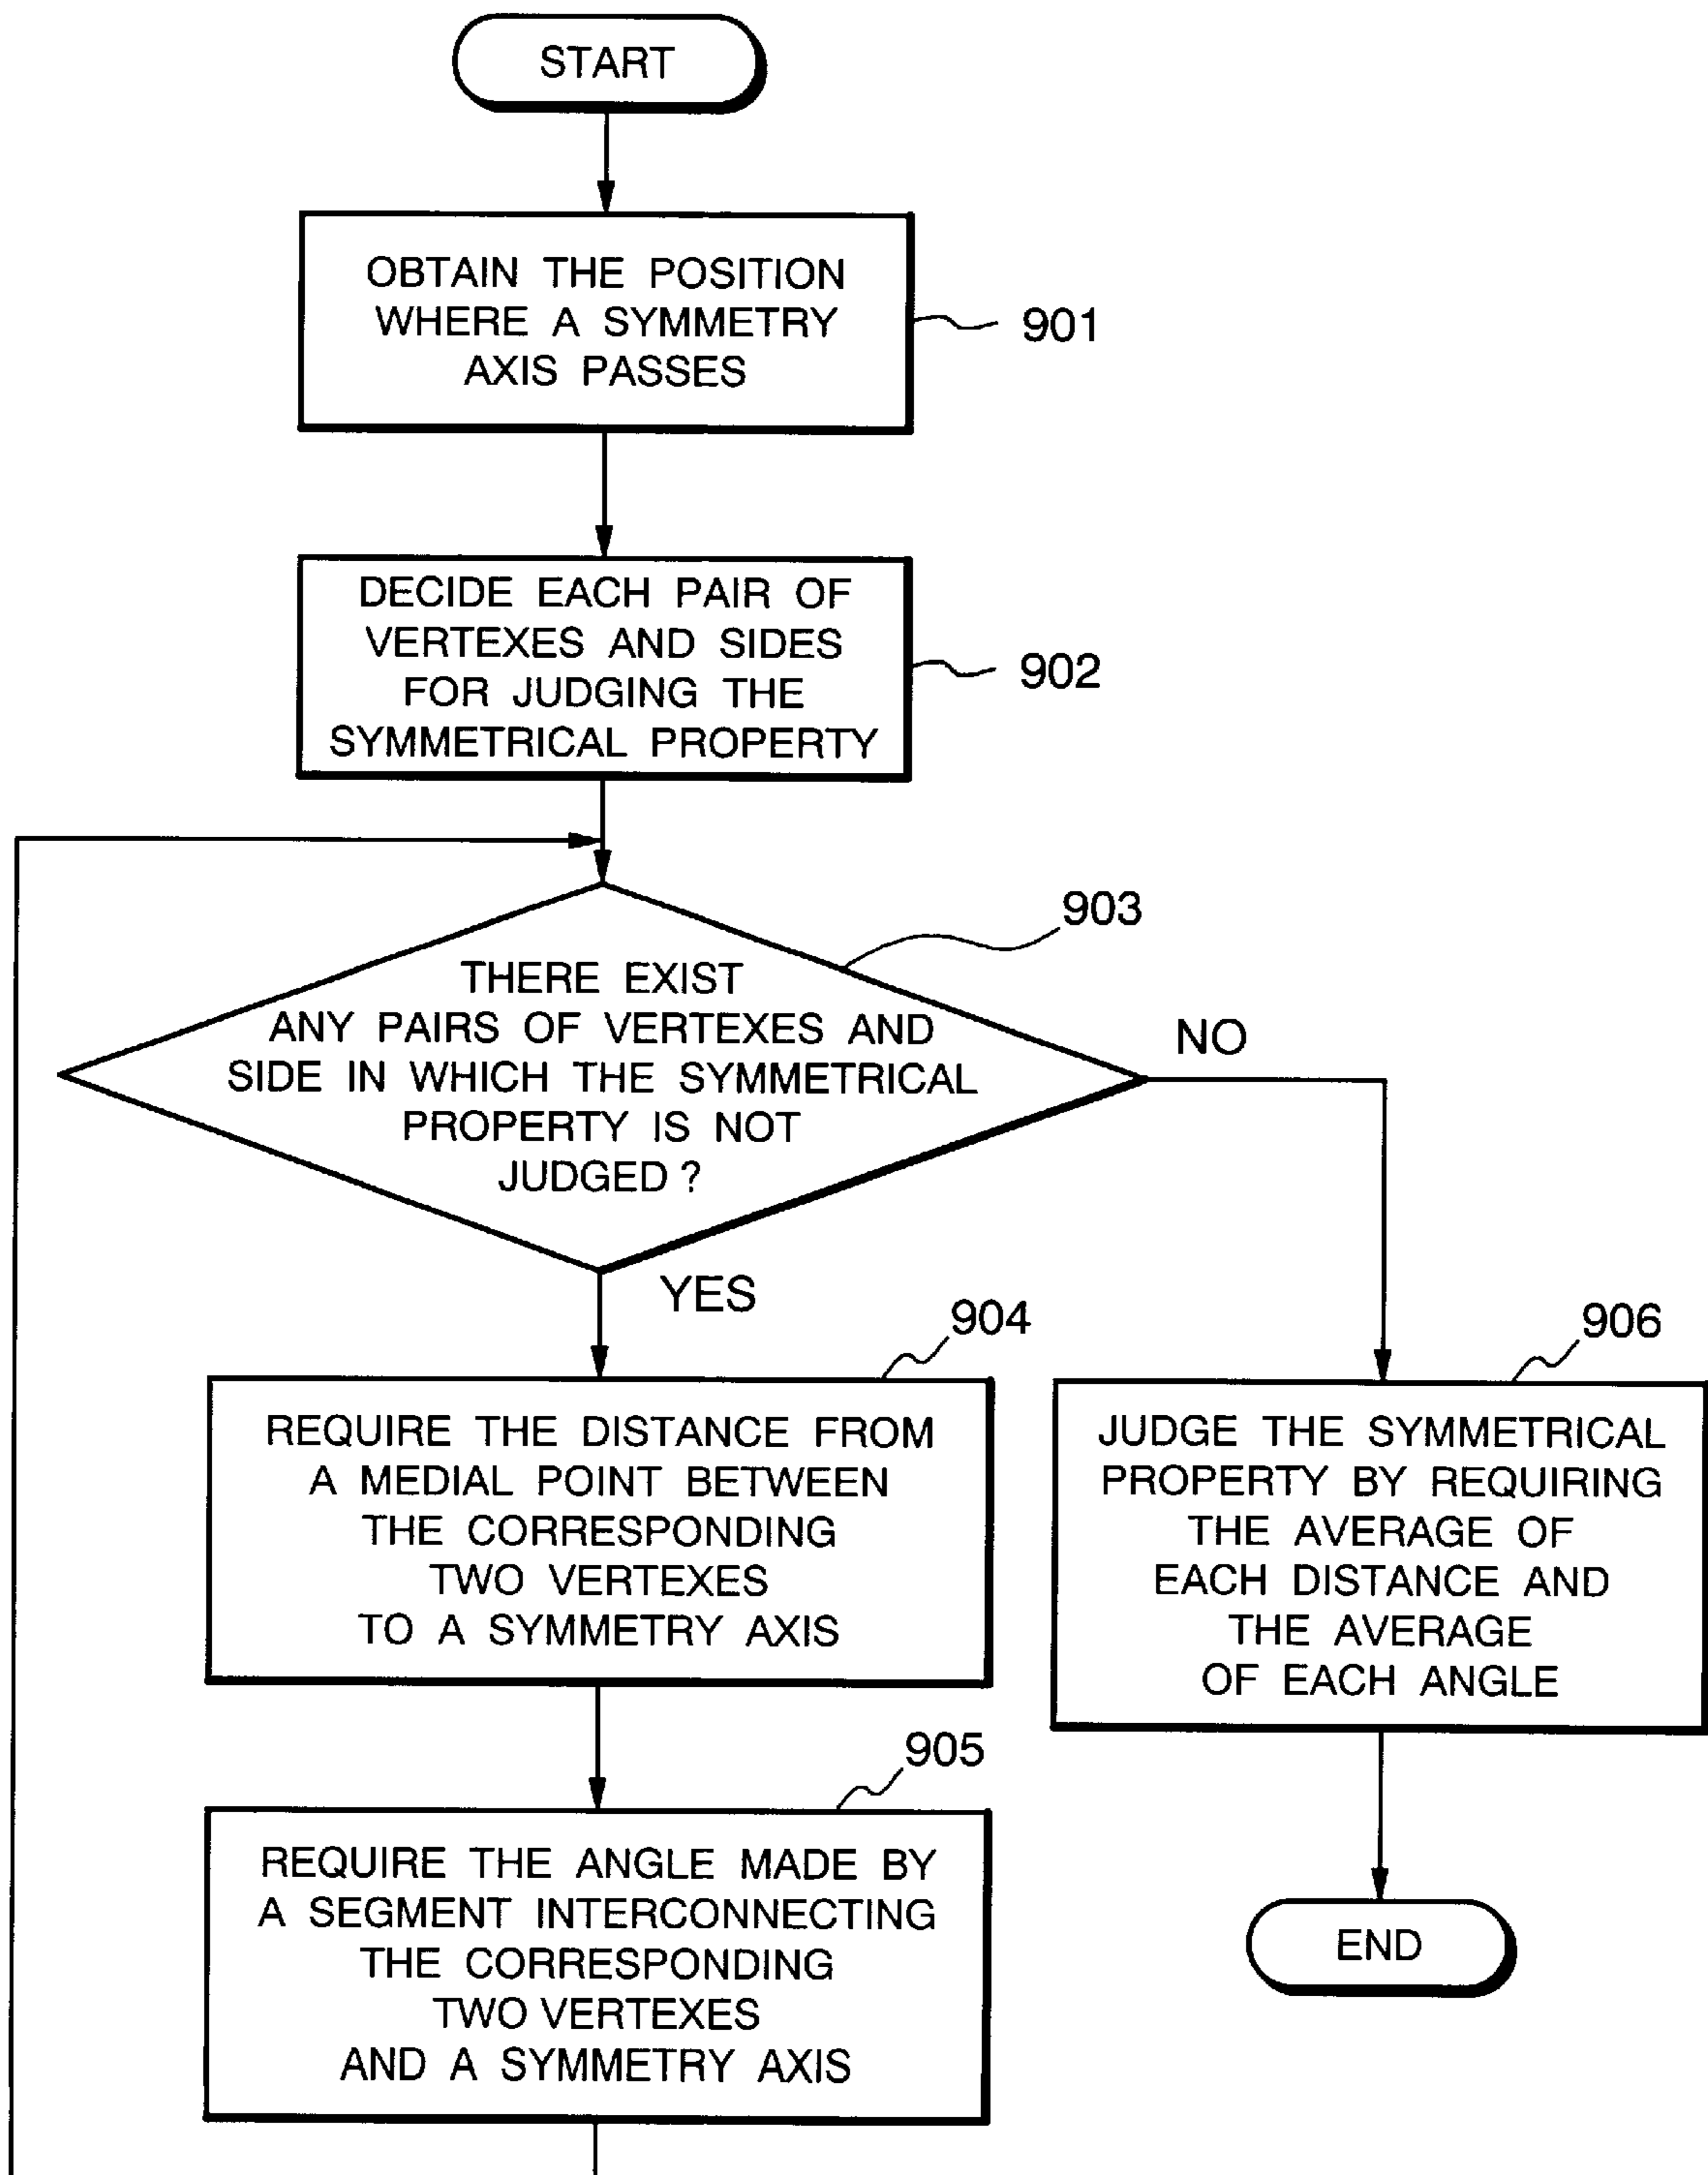 START
OBTAIN THE POSITION
WHERE A SYMMETRY
AXIS PASSES
901
DECIDE EACH PAIR OF
VERTEXES AND SIDES
FOR JUDGING THE
SYMMETRICAL PROPERTY
902
903
THERE EXIST
ANY PAIRS OF VERTEXES AND
SIDE IN WHICH THE SYMMETRICAL
PROPERTY IS NOT
JUDGED ?
NO
YES
904
REQUIRE THE DISTANCE FROM
A MEDIAL POINT BETWEEN
THE CORRESPONDING
TWO VERTEXES
TO A SYMMETRY AXIS
906
JUDGE THE SYMMETRICAL
PROPERTY BY REQUIRING
THE AVERAGE OF
EACH DISTANCE AND
THE AVERAGE
OF EACH ANGLE
905
REQUIRE THE ANGLE MADE BY
A SEGMENT INTERCONNECTING
THE CORRESPONDING
TWO VERTEXES
AND A SYMMETRY AXIS
END